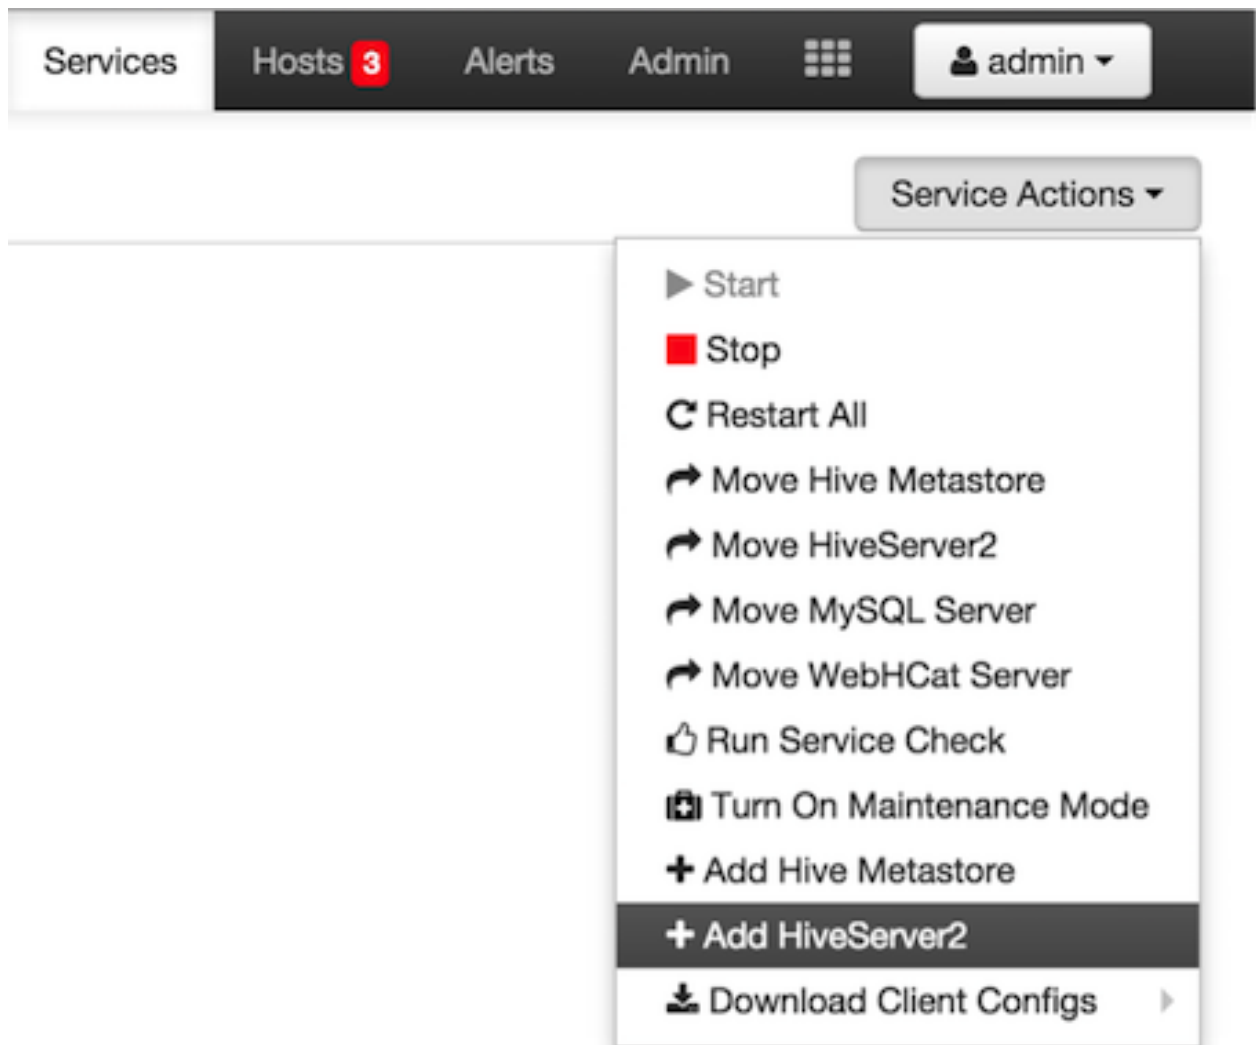 Services Hosts 3 Alerts Admin admin
Service Actions
Start
Stop
Restart All
Move Hive Metastore
Move HiveServer2
Move MySQL Server
Move WebHCat Server
Run Service Check
Turn On Maintenance Mode
Add Hive Metastore
Add HiveServer2
Download Client Configs